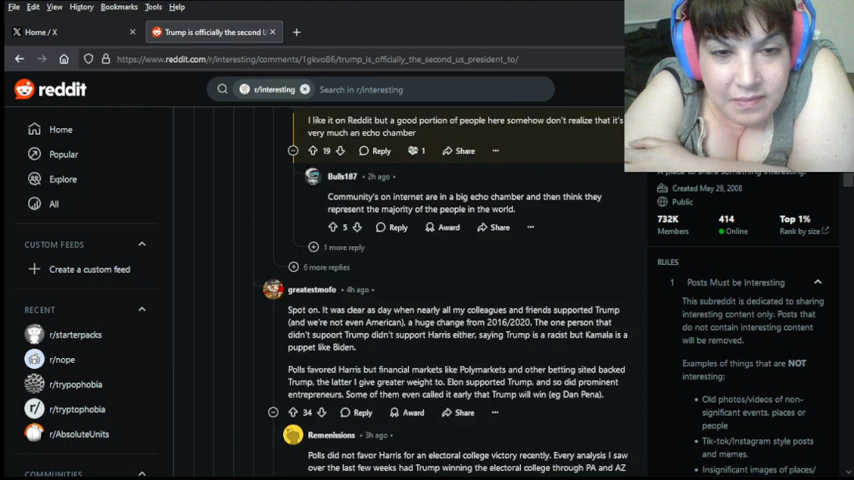 File Edit View History Bookmarks Tools Help
Home / X
Trump is officially the second U
https://www.reddit.com/r/interesting/comments/1gkvo86/trump_is_officially_the_second_us_president_to/
reddit
r/interesting Search in r/interesting
Home
Popular
Explore
All
CUSTOM FEEDS
Create a custom feed
RECENT
r/starterpacks
r/nope
r/trypophobia
r/tryptophobia
r/AbsoluteUnits
COMMUNITIES
I like it on Reddit but a good portion of people here somehow don't realize that it's
very much an echo chamber
19 Reply 1 Share
Bulls187 • 2h ago
Community's on internet are in a big echo chamber and then think they
represent the majority of the people in the world.
5 Reply Award Share
1 more reply
6 more replies
greatestmofo • 4h ago
Spot on. It was clear as day when nearly all my colleagues and friends supported Trump
(and we're not even American), a huge change from 2016/2020. The one person that
didn't support Trump didn't support Harris either, saying Trump is a racist but Kamala is a
puppet like Biden.
Polls favored Harris but financial markets like Polymarkets and other betting sited backed
Trump, the latter I give greater weight to. Elon supported Trump, and so did prominent
entrepreneurs. Some of them even called it early that Trump will win (eg Dan Pena).
34 Reply Award Share
Remenissions • 3h ago
Polls did not favor Harris for an electoral college victory recently. Every analysis I saw
over the last few weeks had Trump winning the electoral college through PA and AZ
A place to share something interesting.
Created May 29, 2008
Public
732K 414 Top 1%
Members Online Rank by size
RULES
1 Posts Must be Interesting
This subreddit is dedicated to sharing
interesting content only. Posts that
do not contain interesting content
will be removed.
Examples of things that are NOT
interesting:
• Old photos/videos of non-
significant events, places or
people
• Tik-tok/Instagram style posts
and memes.
• Insignificant images of places/